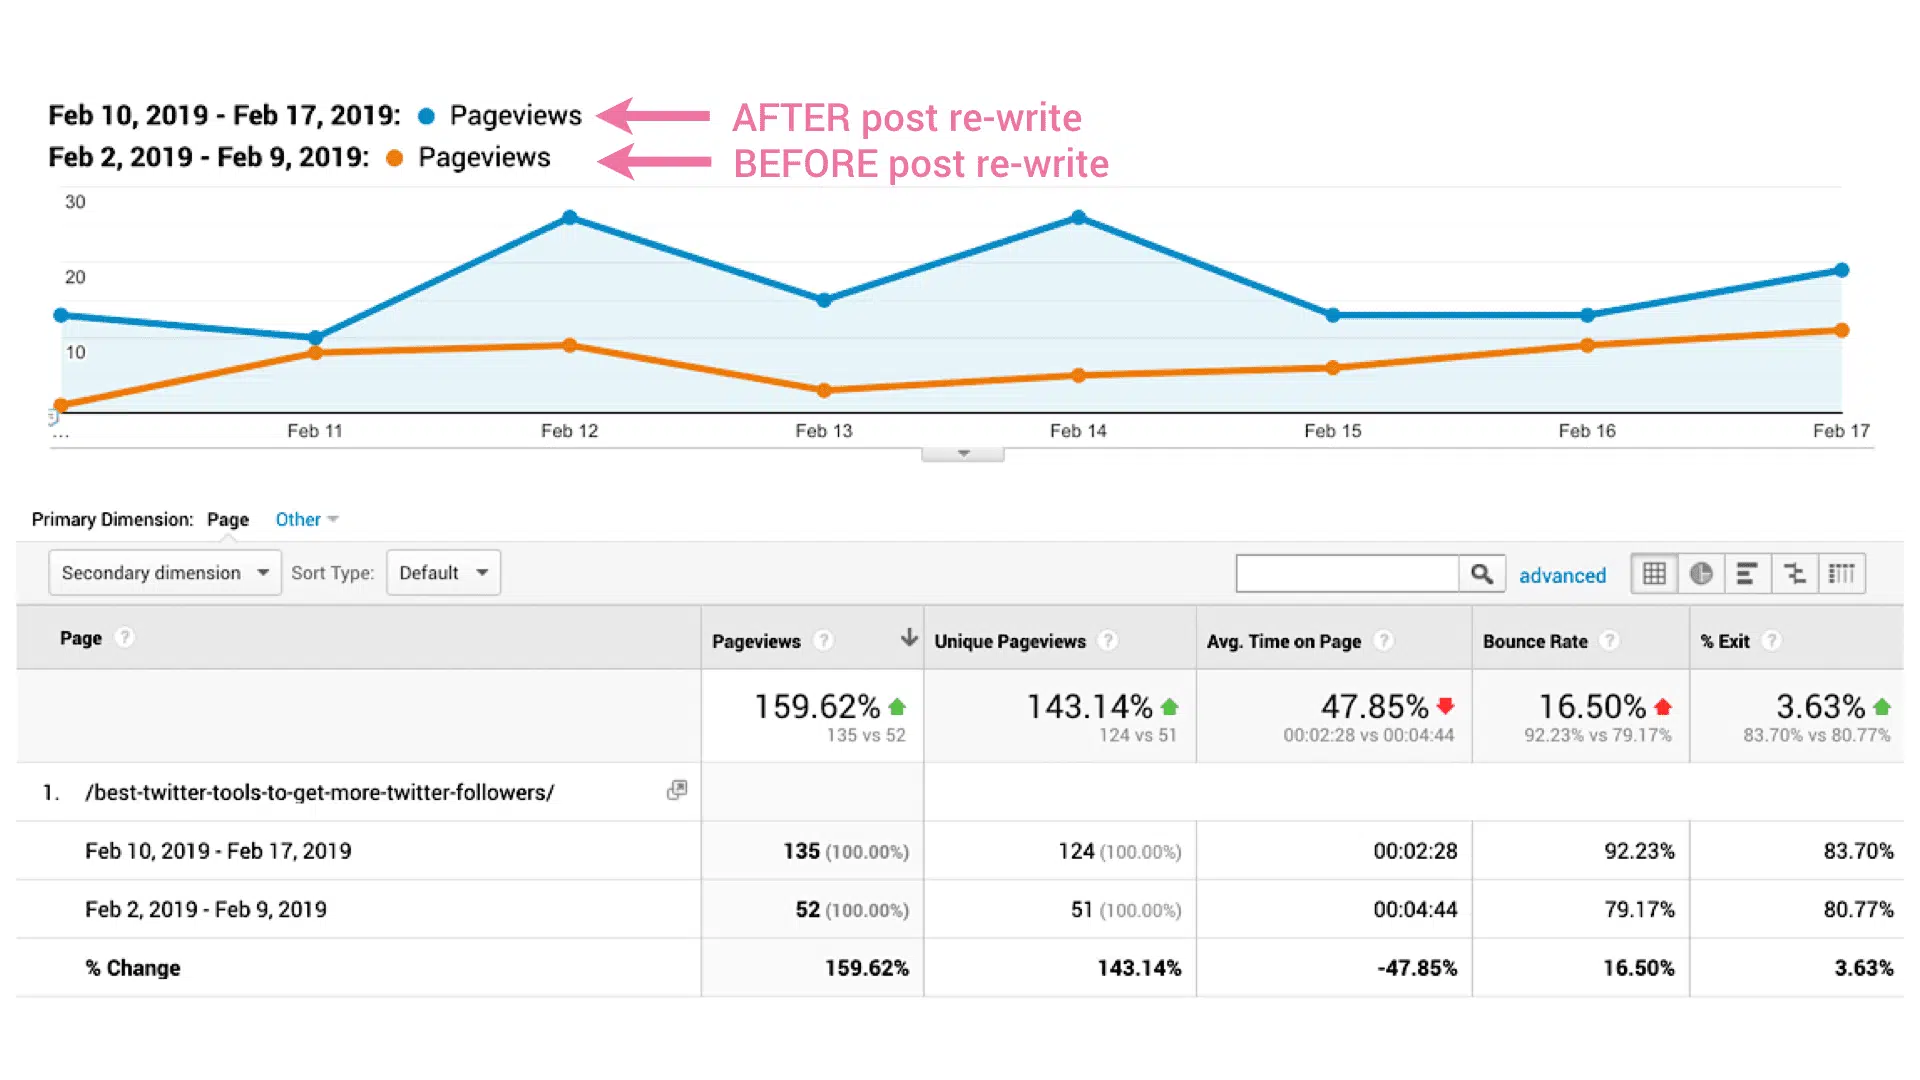 Feb 10, 2019 - Feb 17, 2019: Pageviews AFTER post re-write
Feb 2, 2019 - Feb 9, 2019: Pageviews BEFORE post re-write
30
20
10
... Feb 11 Feb 12 Feb 13 Feb 14 Feb 15 Feb 16 Feb 17
Primary Dimension: Page Other
Secondary dimension Sort Type: Default advanced
Page ? Pageviews ? Unique Pageviews ? Avg. Time on Page ? Bounce Rate ? % Exit ?
159.62% 143.14% 47.85% 16.50% 3.63%
135 vs 52 124 vs 51 00:02:28 vs 00:04:44 92.23% vs 79.17% 83.70% vs 80.77%
1. /best-twitter-tools-to-get-more-twitter-followers/
Feb 10, 2019 - Feb 17, 2019 135 (100.00%) 124 (100.00%) 00:02:28 92.23% 83.70%
Feb 2, 2019 - Feb 9, 2019 52 (100.00%) 51 (100.00%) 00:04:44 79.17% 80.77%
% Change 159.62% 143.14% -47.85% 16.50% 3.63%